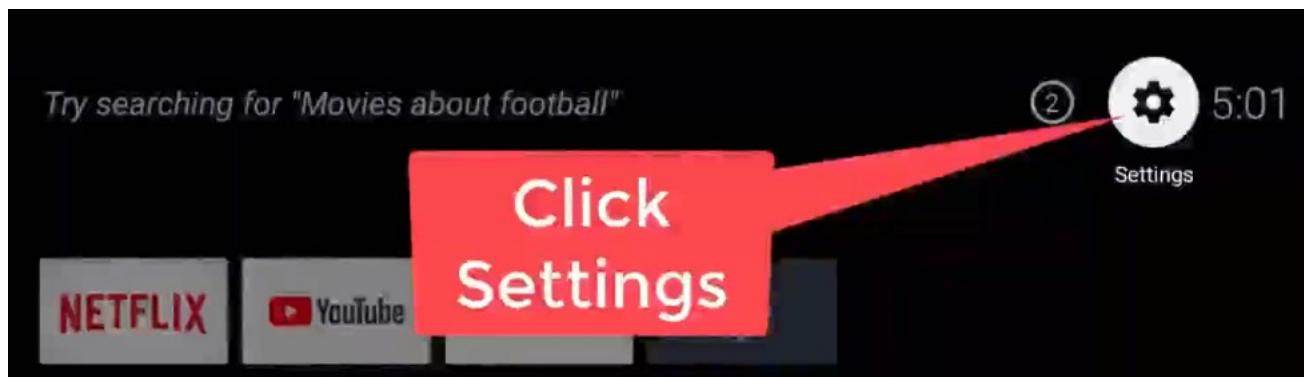 Try searching for "Movies about football"
2
5:01
Settings
Click
Settings
NETFLIX
YouTube